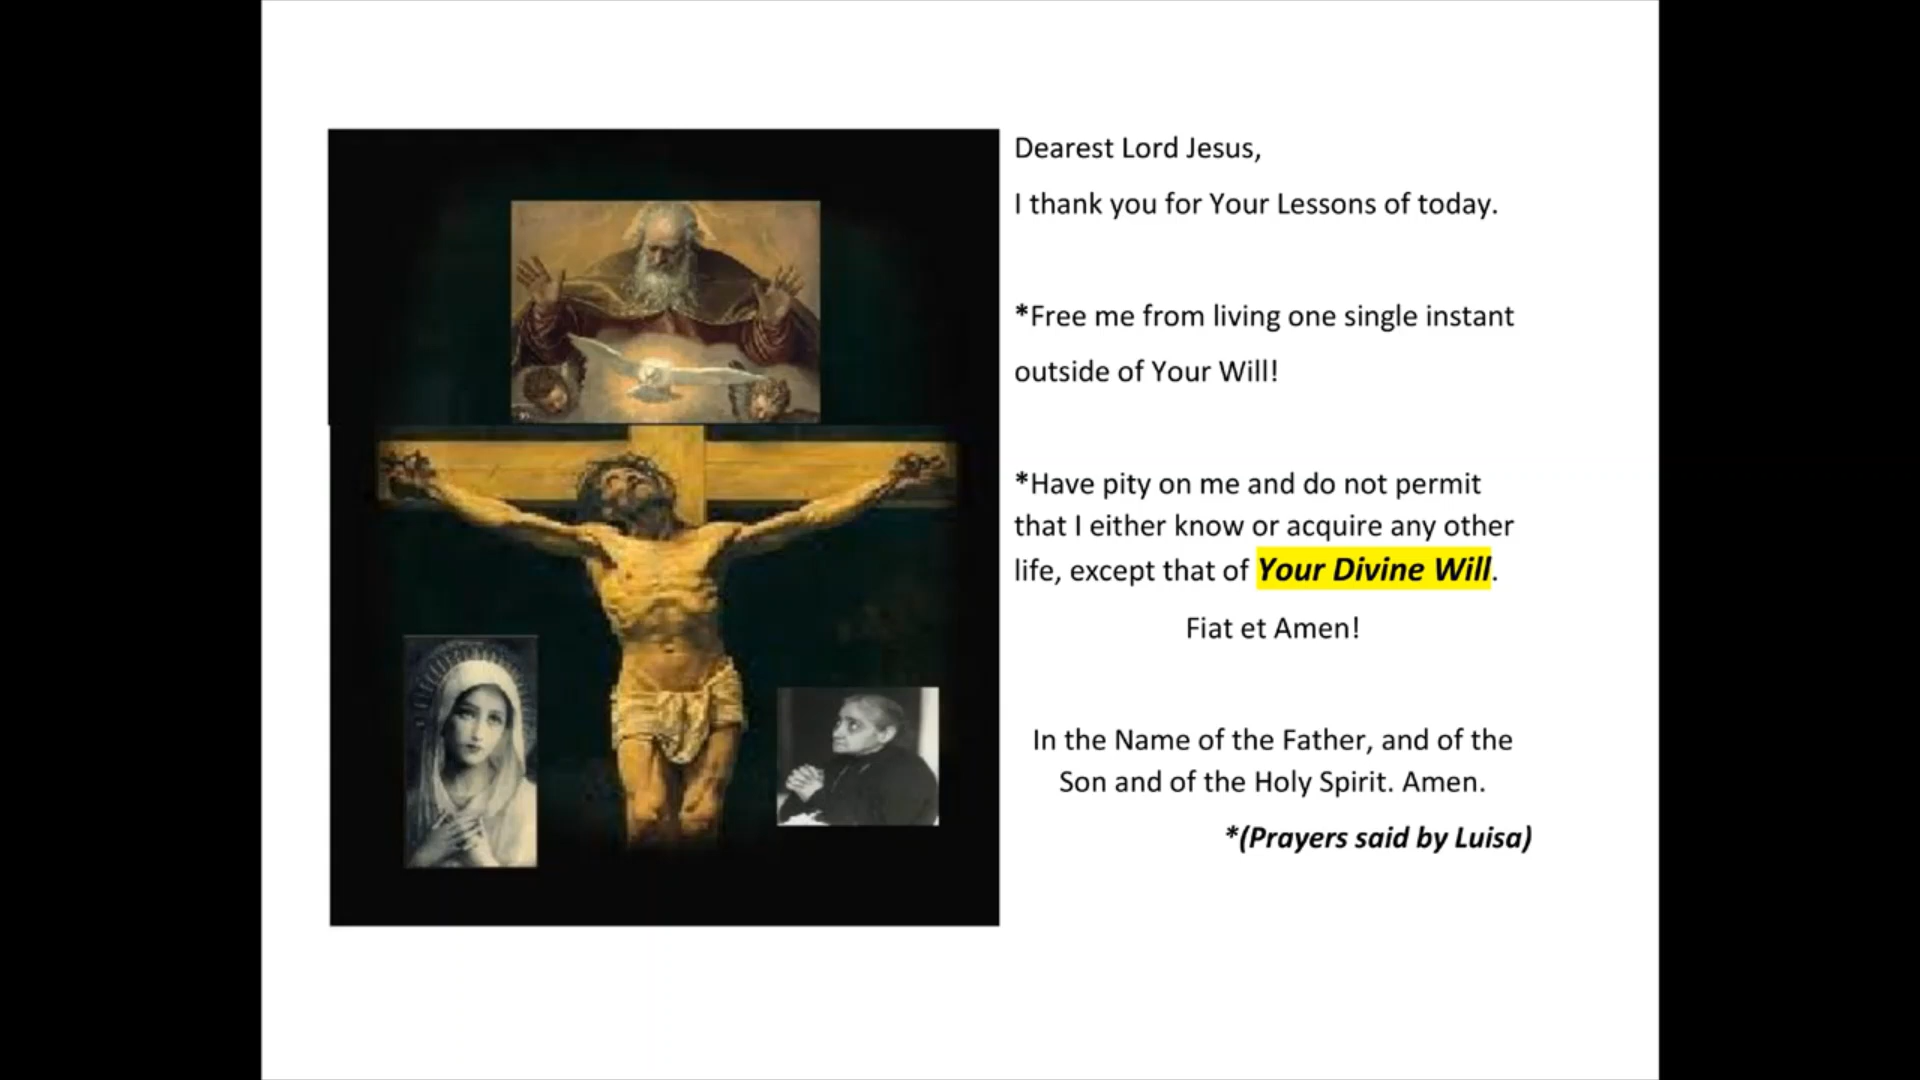 Dearest Lord Jesus,
I thank you for Your Lessons of today.
*Free me from living one single instant
outside of Your Will!
*Have pity on me and do not permit
that I either know or acquire any other
life, except that of Your Divine Will.
Fiat et Amen!
In the Name of the Father, and of the
Son and of the Holy Spirit. Amen.
*(Prayers said by Luisa)